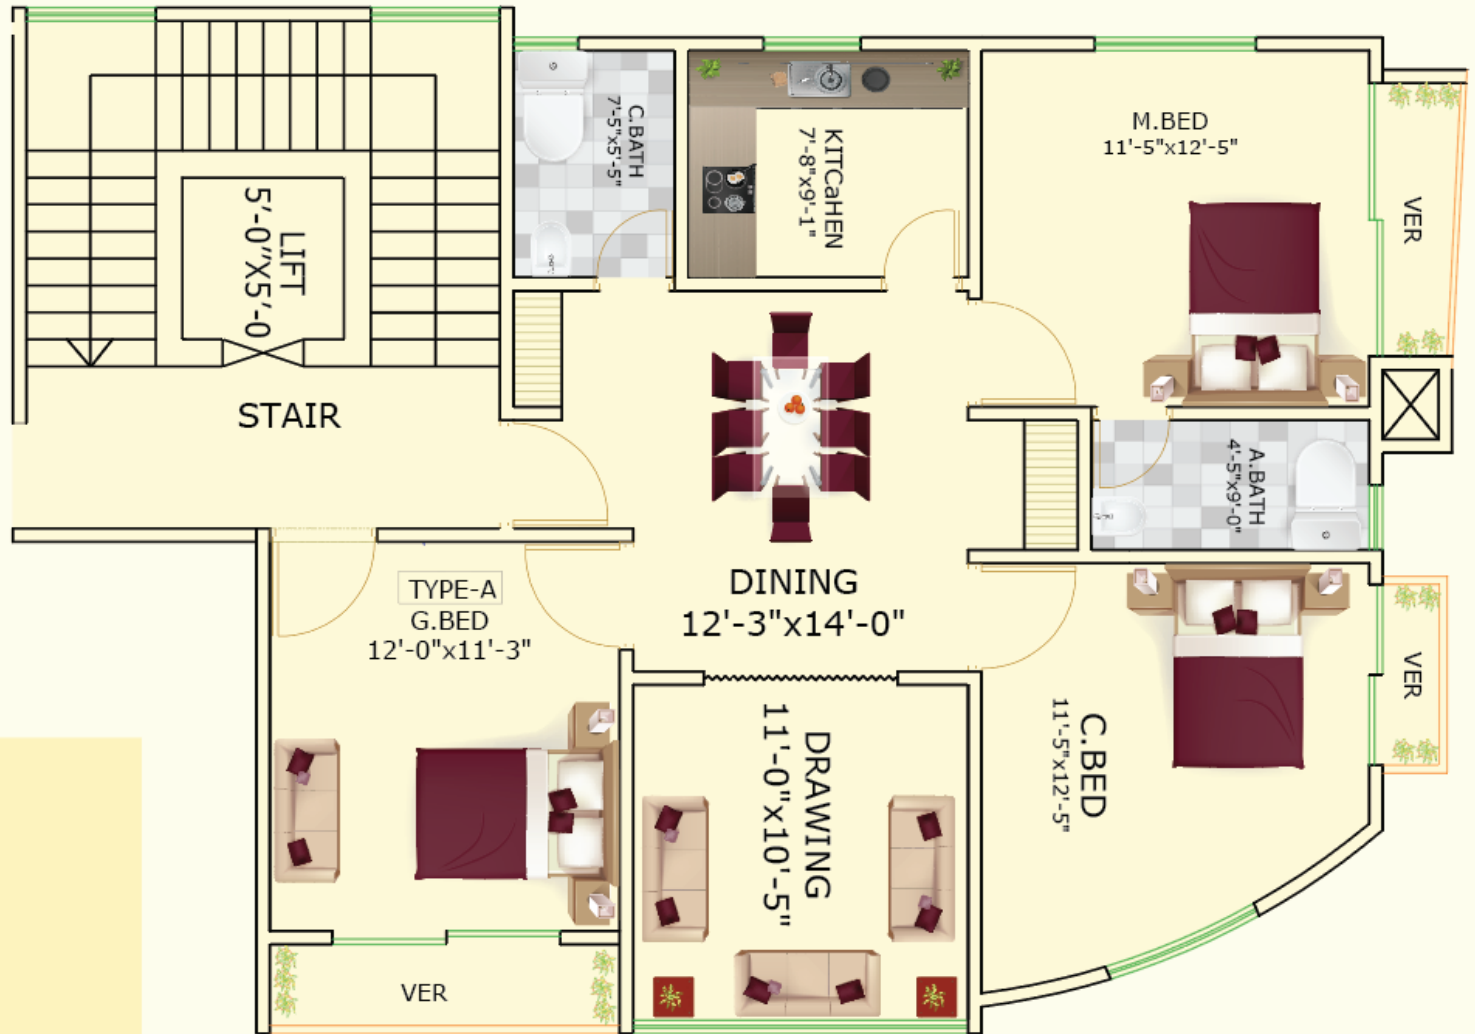 C.BATH
7'-5"x5'-5"
KITCaHEN
7'-8"x9'-1"
M.BED
11'-5"x12'-5"
VER
LIFT
5'-0"X5'-0
STAIR
A.BATH
4'-5"x9'-0"
DINING
12'-3"x14'-0"
TYPE-A
G.BED
12'-0"x11'-3"
DRAWING
11'-0"x10'-5"
C.BED
11'-5"x12'-5"
VER
VER